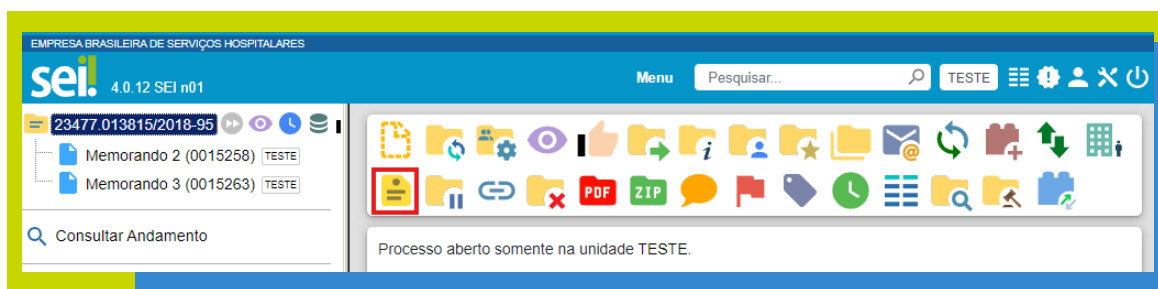 EMPRESA BRASILEIRA DE SERVIÇOS HOSPITALARES
sei!
4.0.12 SEI n01
Menu
Pesquisar...
TESTE
23477.013815/2018-95
Memorando 2 (0015258) TESTE
Memorando 3 (0015263) TESTE
Consultar Andamento
i
@
PDF
ZIP
Processo aberto somente na unidade TESTE.